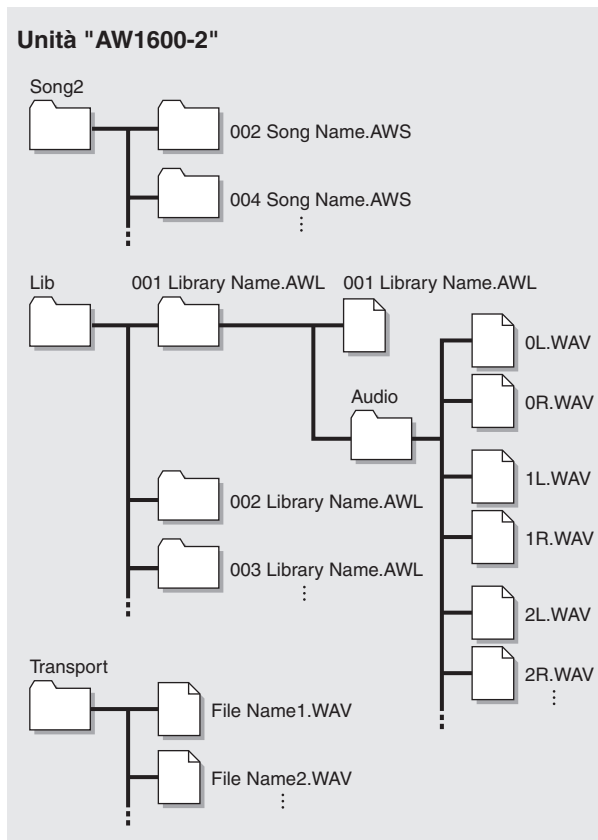 Unità "AW1600-2"
Song2
002 Song Name.AWS
004 Song Name.AWS
Lib
001 Library Name.AWL
001 Library Name.AWL
Audio
0L.WAV
0R.WAV
1L.WAV
1R.WAV
2L.WAV
2R.WAV
002 Library Name.AWL
003 Library Name.AWL
Transport
File Name1.WAV
File Name2.WAV